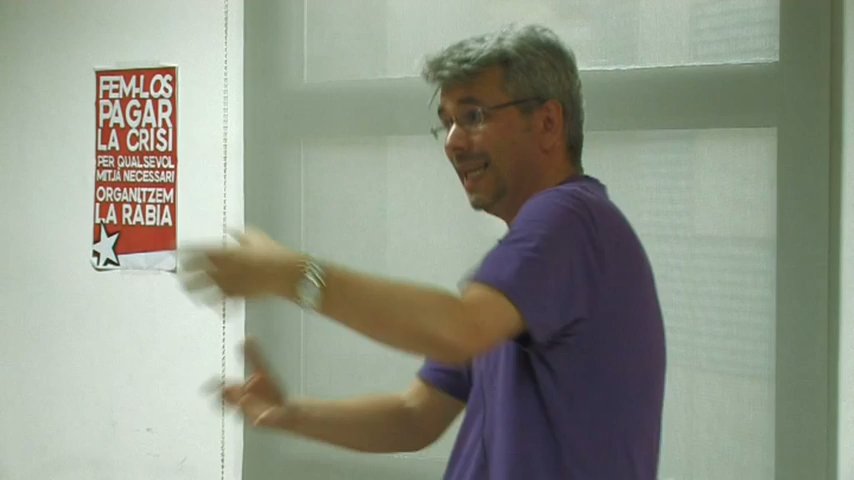 FEM-LOS
PAGAR
LA CRISI
PER QUALSEVOL
MITJÀ NECESSARI
ORGANITZEM
LA RABIA